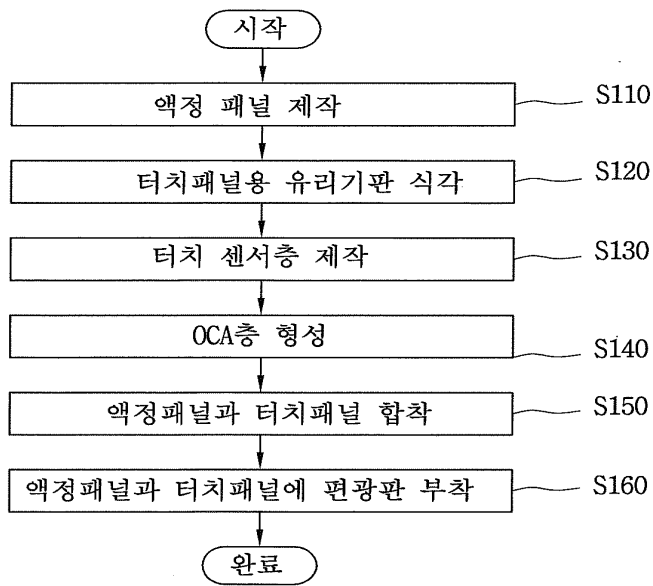 시작
액정 패널 제작
S110
터치패널용 유리기판 식각
S120
터치 센서층 제작
S130
OCA층 형성
S140
액정패널과 터치패널 합착
S150
액정패널과 터치패널에 편광판 부착
S160
완료